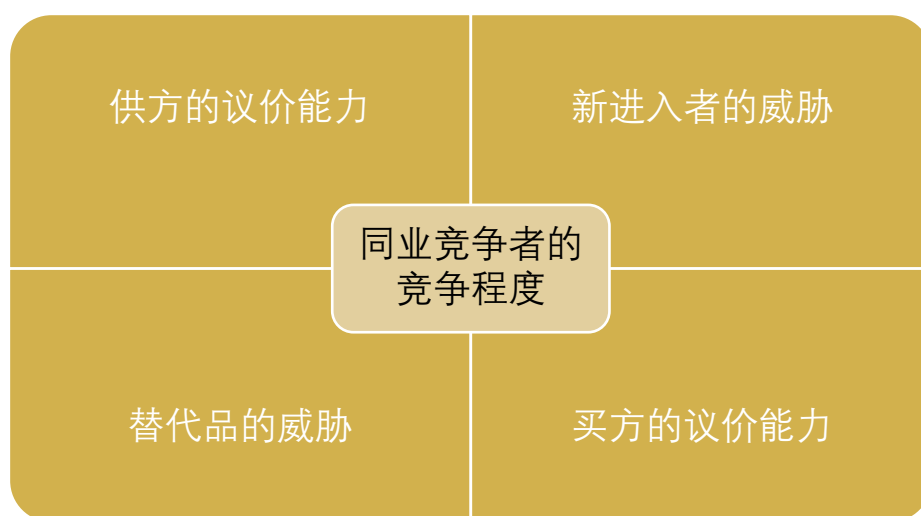 供方的议价能力
新进入者的威胁
同业竞争者的
竞争程度
替代品的威胁
买方的议价能力